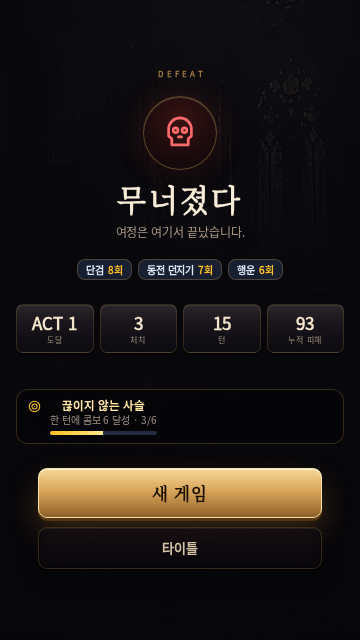 DEFEAT
무너졌다
여정은 여기서 끝났습니다.
단검 8회 동전 던지기 7회 행운 6회
ACT 1 3 15 93
도달 처치 턴 누적 피해
끊이지 않는 사슬
한 턴에 콤보 6 달성 · 3/6
새 게임
타이틀